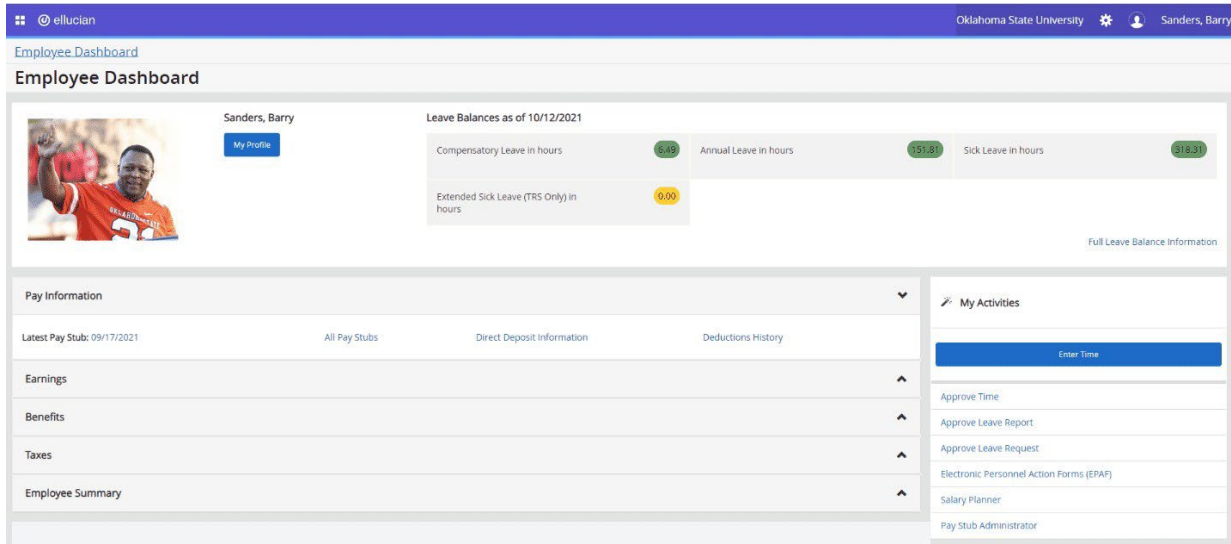 ellucian
Oklahoma State University
Sanders, Barry
Employee Dashboard
Employee Dashboard
Sanders, Barry
My Profile
Leave Balances as of 10/12/2021
Compensatory Leave in hours 6.49
Annual Leave in hours 151.81
Sick Leave in hours 318.31
Extended Sick Leave (TRS Only) in
hours
0.00
Full Leave Balance Information
Pay Information
Latest Pay Stub: 09/17/2021
All Pay Stubs
Direct Deposit Information
Deductions History
Earnings
Benefits
Taxes
Employee Summary
My Activities
Enter Time
Approve Time
Approve Leave Report
Approve Leave Request
Electronic Personnel Action Forms (EPAF)
Salary Planner
Pay Stub Administrator